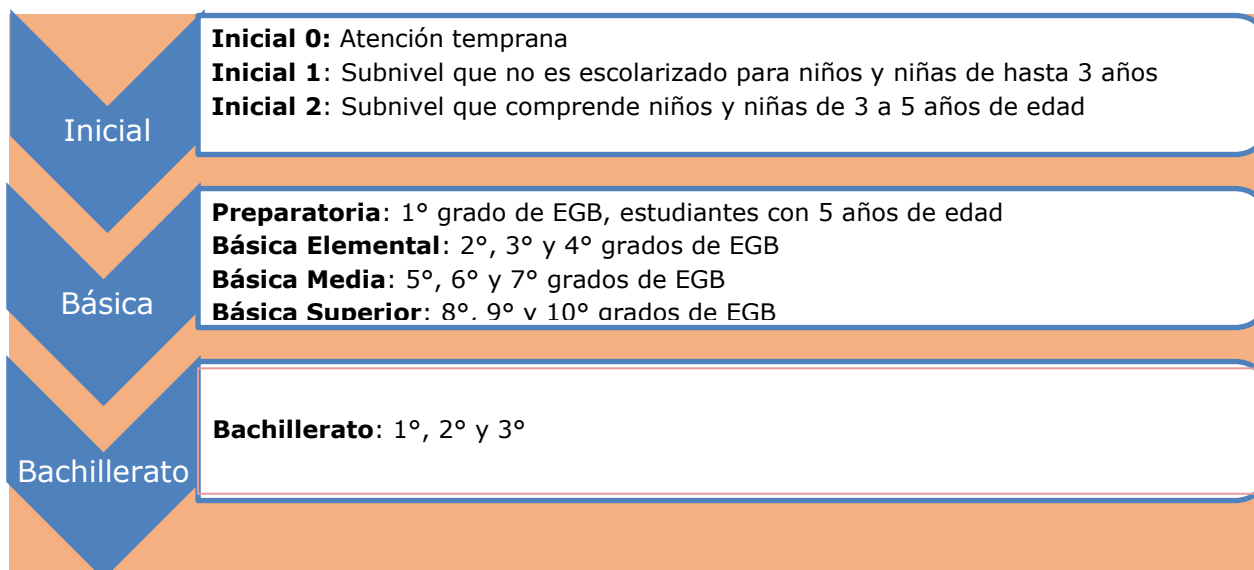 Inicial
Inicial 0: Atención temprana
Inicial 1: Subnivel que no es escolarizado para niños y niñas de hasta 3 años
Inicial 2: Subnivel que comprende niños y niñas de 3 a 5 años de edad
Básica
Preparatoria: 1° grado de EGB, estudiantes con 5 años de edad
Básica Elemental: 2°, 3° y 4° grados de EGB
Básica Media: 5°, 6° y 7° grados de EGB
Básica Superior: 8°, 9° y 10° grados de EGB
Bachillerato
Bachillerato: 1°, 2° y 3°